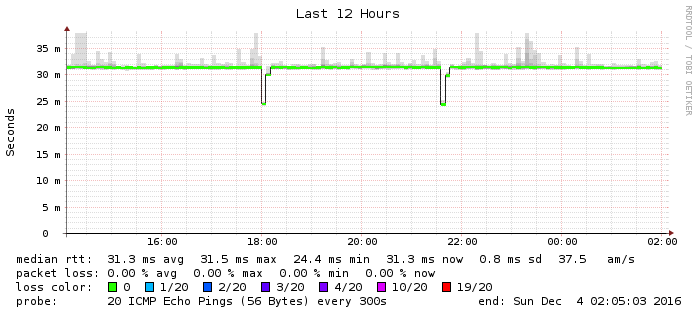 Last 12 Hours
RRDTOOL / TOBI OETIKER
Seconds
35 m
30 m
25 m
20 m
15 m
10 m
5 m
0
16:00 18:00 20:00 22:00 00:00 02:00
median rtt: 31.3 ms avg 31.5 ms max 24.4 ms min 31.3 ms now 0.8 ms sd 37.5 am/s
packet loss: 0.00 % avg 0.00 % max 0.00 % min 0.00 % now
loss color: 0 1/20 2/20 3/20 4/20 10/20 19/20
probe: 20 ICMP Echo Pings (56 Bytes) every 300s end: Sun Dec 4 02:05:03 2016